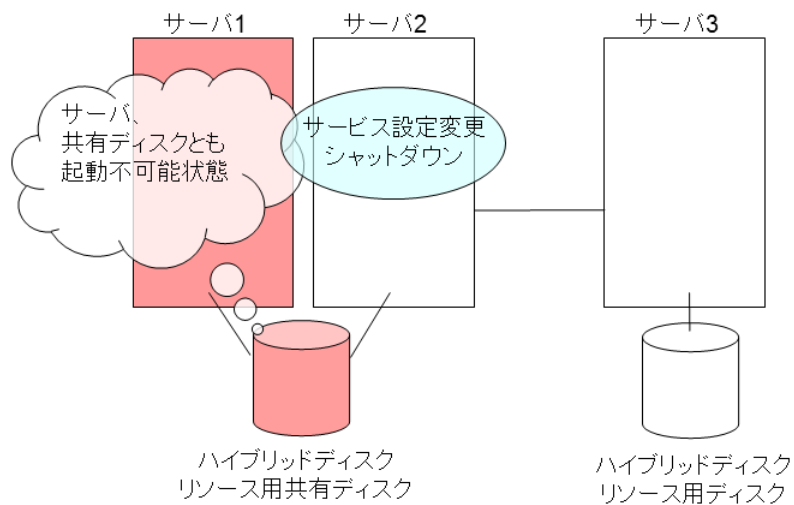 サーバ1
サーバ2
サーバ3
サーバ、
共有ディスクとも
起動不可能状態
サービス設定変更
シャットダウン
ハイブリッドディスク
リソース用共有ディスク
ハイブリッドディスク
リソース用ディスク